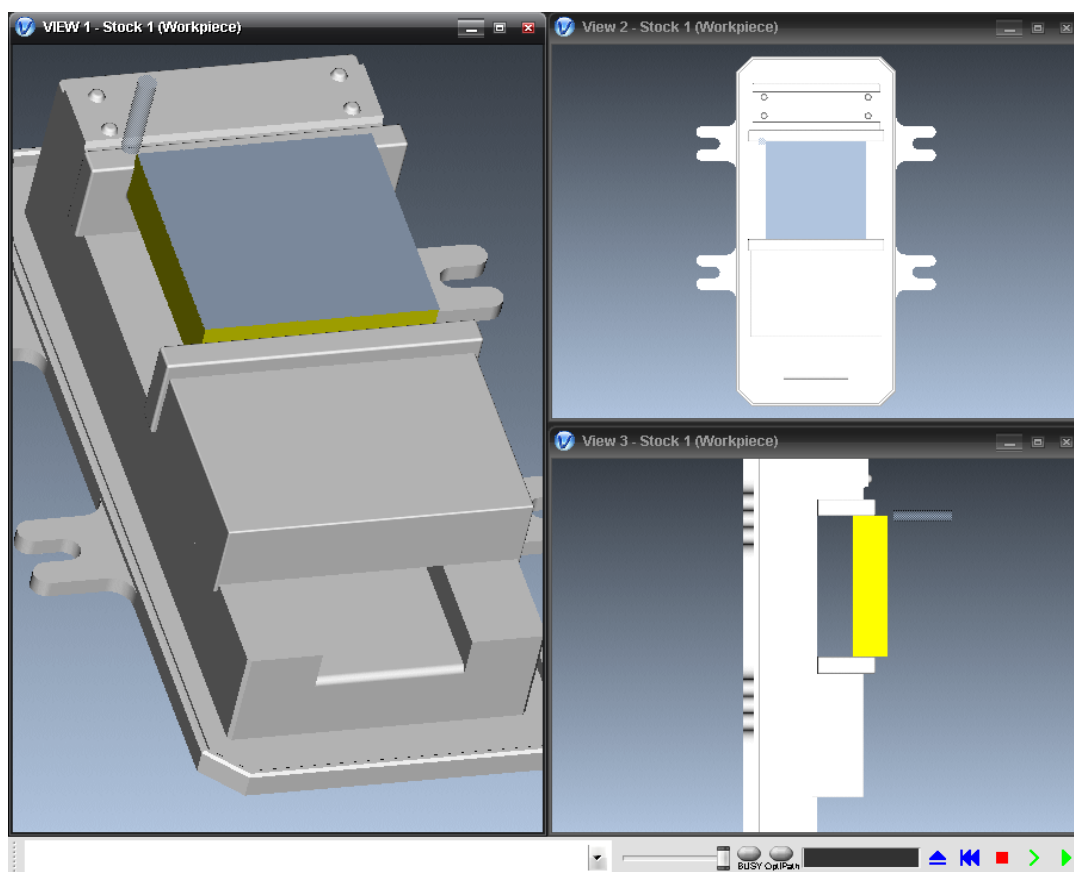 VIEW 1 - Stock 1 (Workpiece)
View 2 - Stock 1 (Workpiece)
View 3 - Stock 1 (Workpiece)
BUSY OptiPath